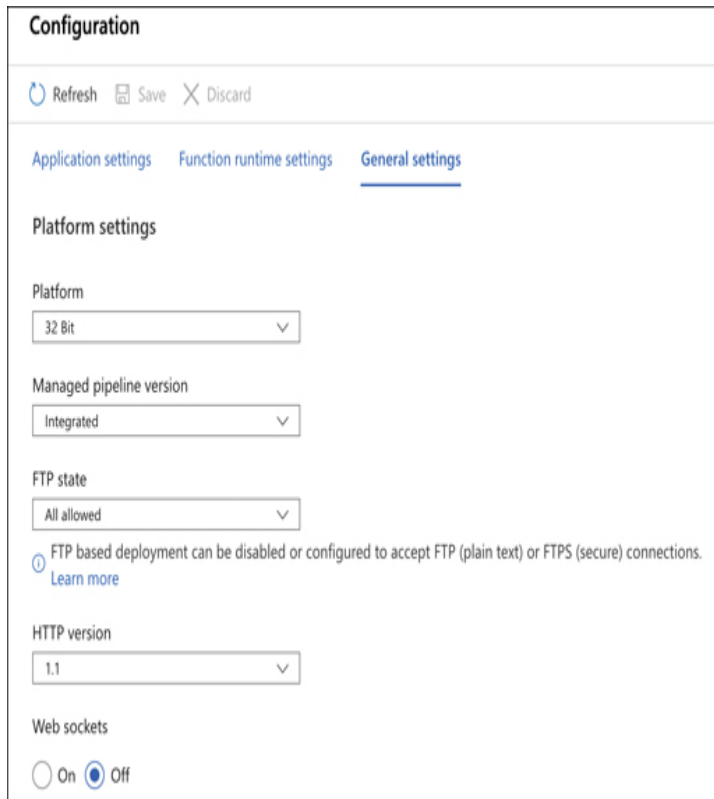 Configuration
Refresh Save Discard
Application settings Function runtime settings General settings
Platform settings
Platform
32 Bit
Managed pipeline version
Integrated
FTP state
All allowed
FTP based deployment can be disabled or configured to accept FTP (plain text) or FTPS (secure) connections.
Learn more
HTTP version
1.1
Web sockets
On Off